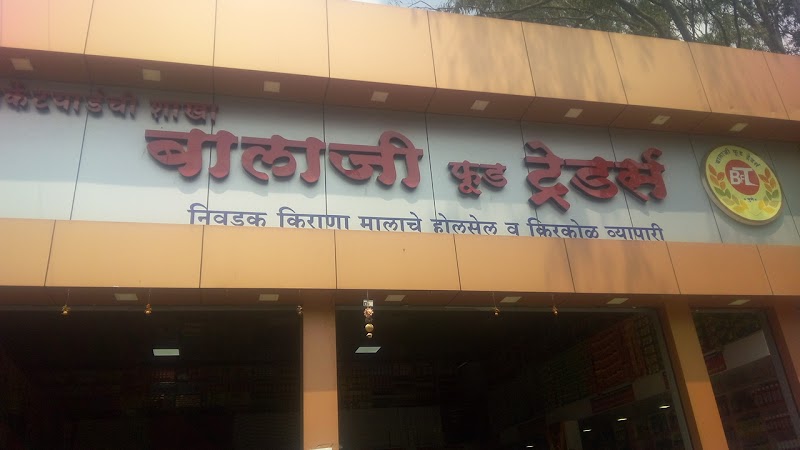 शाखा
बालाजी फूड ट्रेडर्स
निवडक किराणा मालाचे होलसेल व किरकोळ व्यापारी